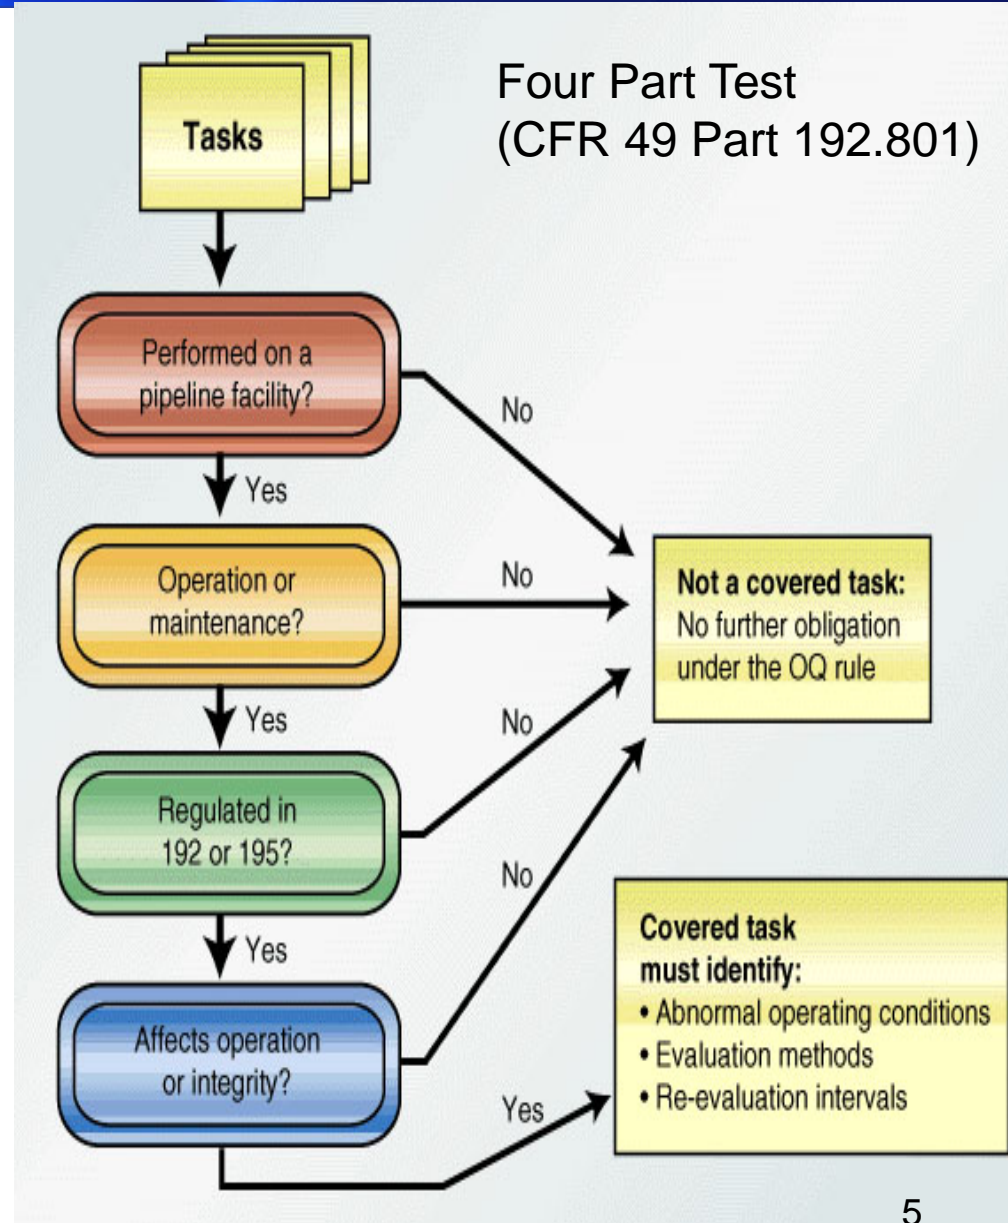 Four Part Test
(CFR 49 Part 192.801)
Tasks
Performed on a
pipeline facility?
No
Yes
Operation or
maintenance?
No
Not a covered task:
No further obligation
under the OQ rule
Yes
Regulated in
192 or 195?
No
Yes
Affects operation
or integrity?
No
Yes
Covered task
must identify:
• Abnormal operating conditions
• Evaluation methods
• Re-evaluation intervals
5